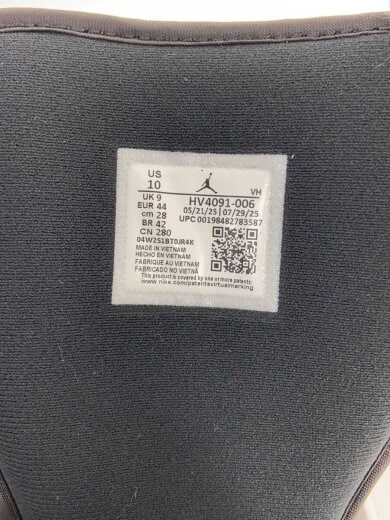 US
10
VH
UK 9
EUR 44
cm 28
BR 42
CN 280
HV4091-006
05/21/25 | 07/29/25
UPC 00198482783587
04W251BT0JR4K
MADE IN VIETNAM
HECHO EN VIETNAM
FABRIQUE AU VIETNAM
FABRICADO NO VIETNÃ
This product is covered by one or more patents:
www.nike.com/patentsvirtualmarking